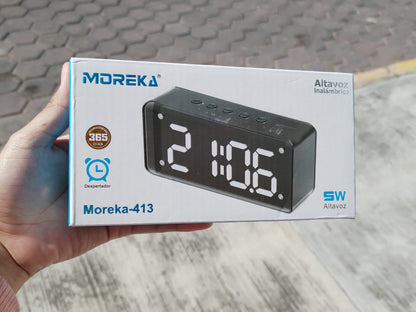 MOREKA®
Altavoz
Inalámbrico
365
Despertador
21:06
Moreka-413
5W
Altavoz